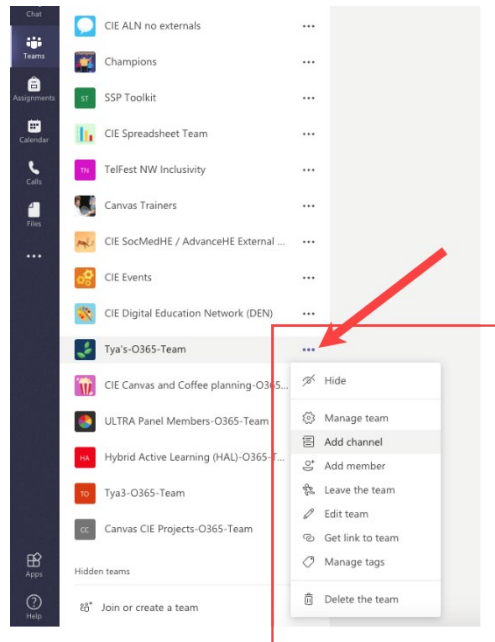 Chat
Teams
Assignments
Calendar
Calls
Files
Apps
Help
CIE ALN no externals
Champions
ST
SSP Toolkit
CIE Spreadsheet Team
TN
TelFest NW Inclusivity
Canvas Trainers
CIE SocMedHE / AdvanceHE External ...
CIE Events
CIE Digital Education Network (DEN)
Tya's-O365-Team
CIE Canvas and Coffee planning-O365...
ULTRA Panel Members-O365-Team
HA
Hybrid Active Learning (HAL)-O365-T...
TO
Tya3-O365-Team
CC
Canvas CIE Projects-O365-Team
Hidden teams
Join or create a team
Hide
Manage team
Add channel
Add member
Leave the team
Edit team
Get link to team
Manage tags
Delete the team